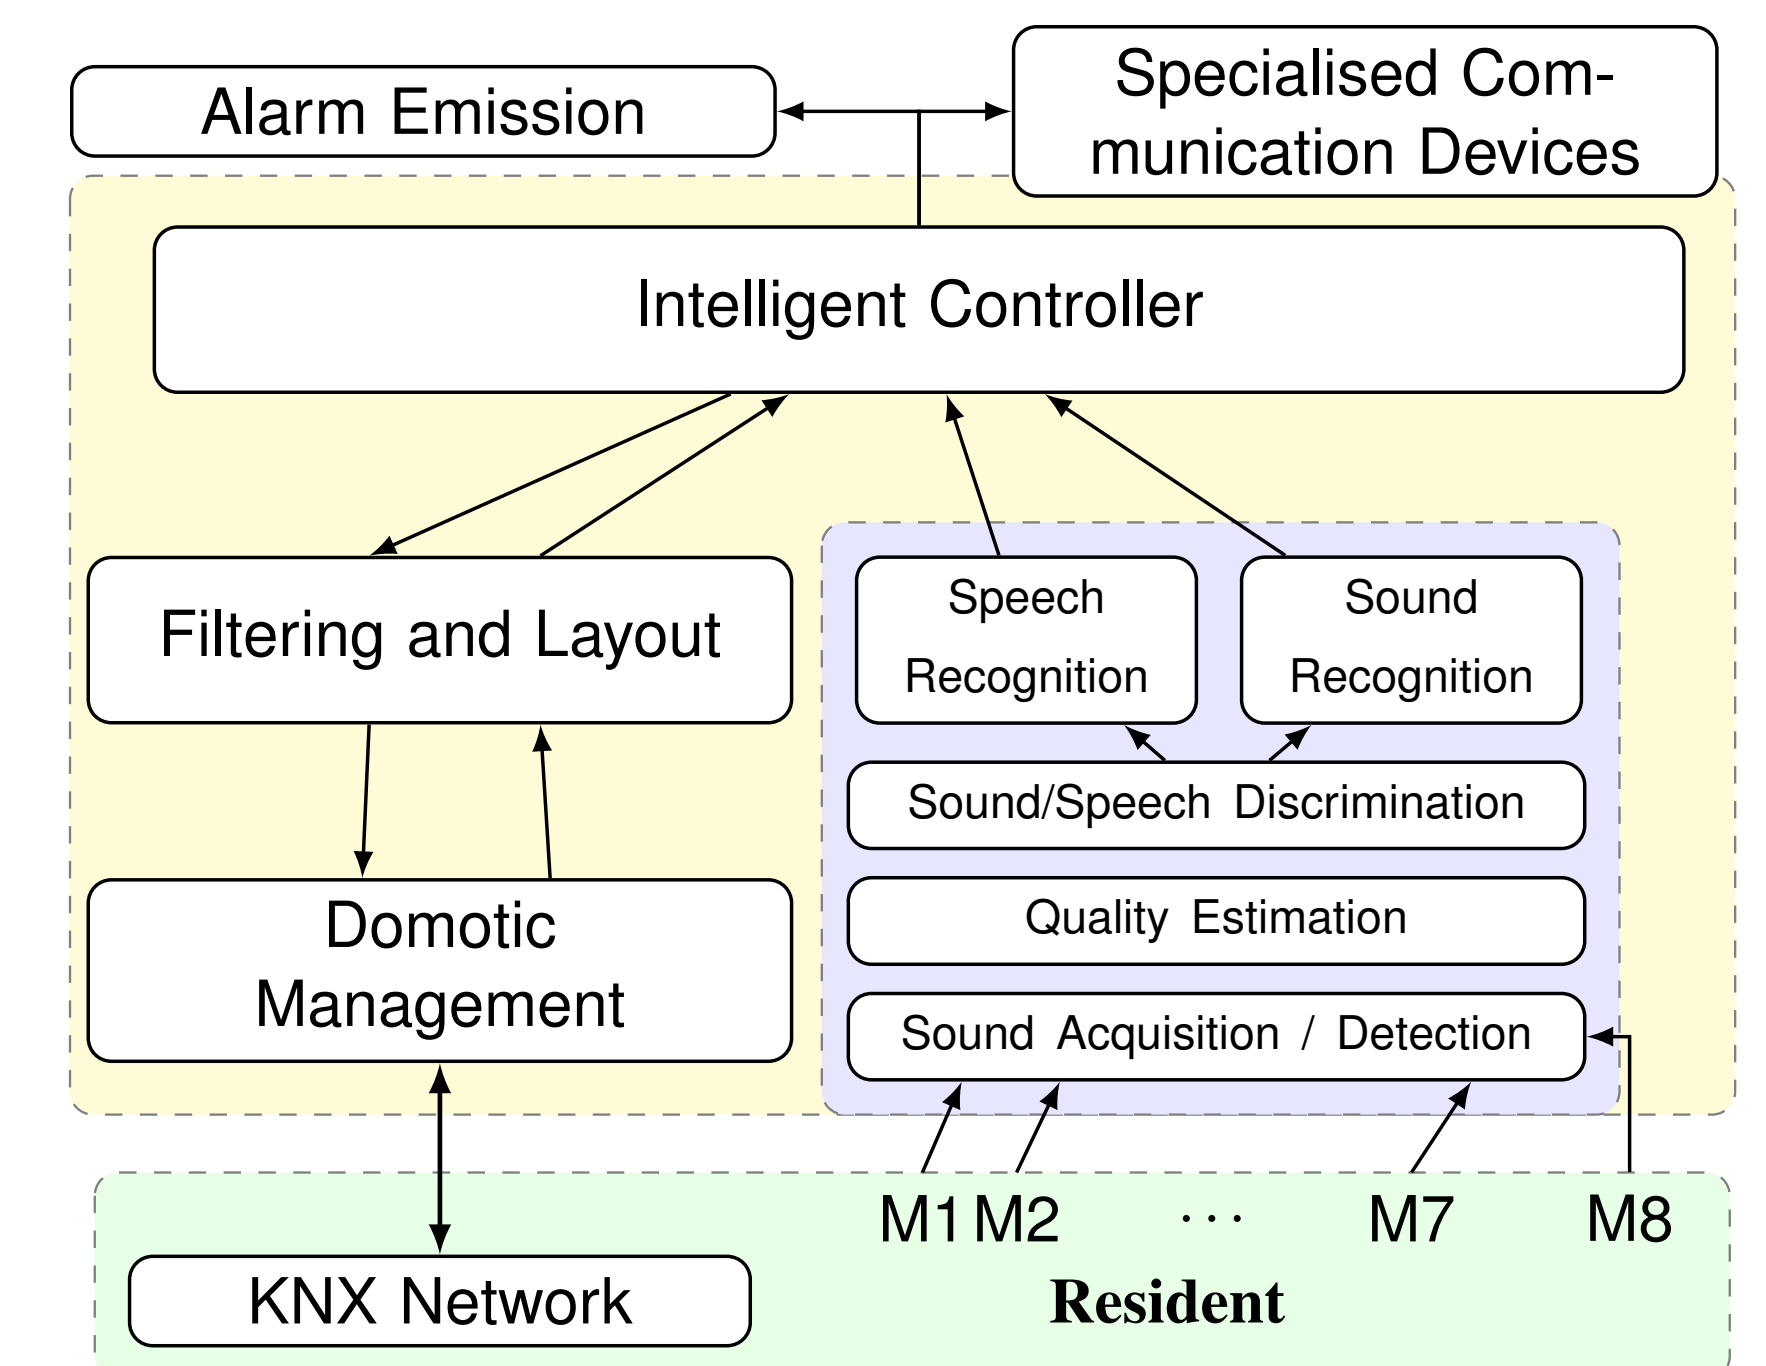 Alarm Emission
Specialised Com-
munication Devices
Intelligent Controller
Filtering and Layout
Speech
Recognition
Sound
Recognition
Sound/Speech Discrimination
Quality Estimation
Domotic
Management
Sound Acquisition / Detection
M1 M2 ... M7 M8
KNX Network
Resident